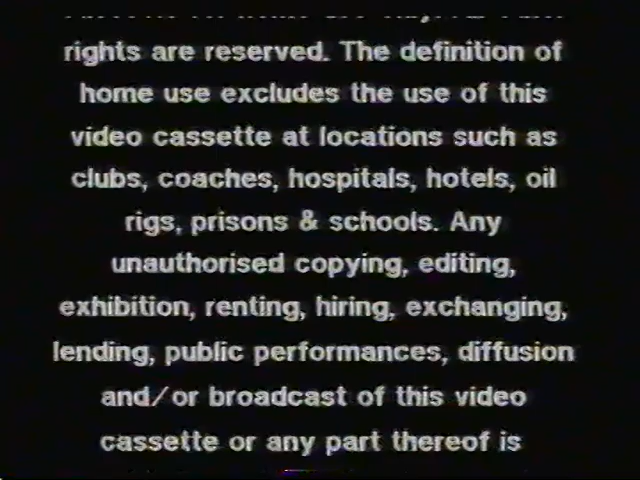 rights are reserved. The definition of
home use excludes the use of this
video cassette at locations such as
clubs, coaches, hospitals, hotels, oil
rigs, prisons & schools. Any
unauthorised copying, editing,
exhibition, renting, hiring, exchanging,
lending, public performances, diffusion
and/or broadcast of this video
cassette or any part thereof is